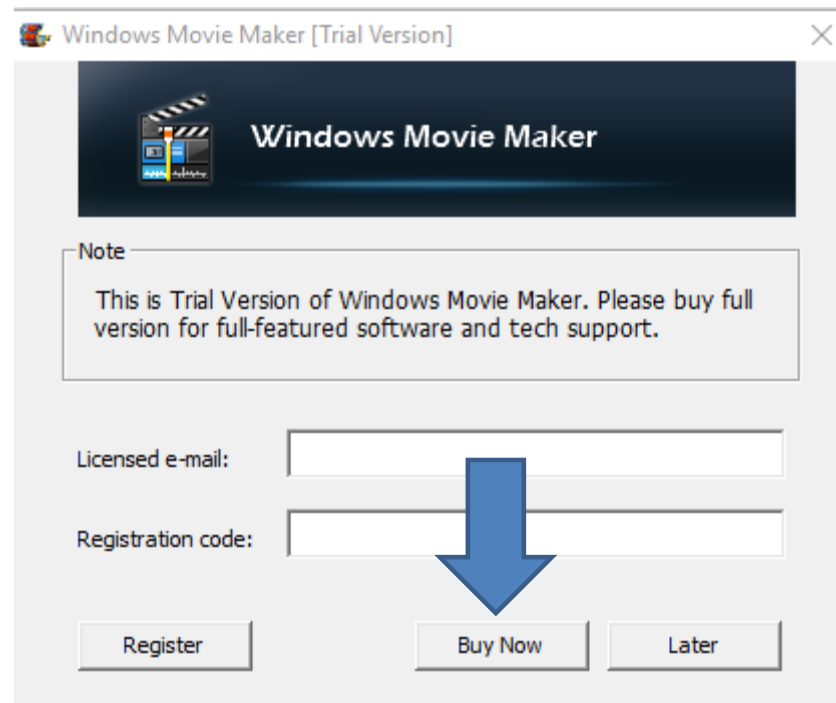 Windows Movie Maker [Trial Version]
Windows Movie Maker
Note
This is Trial Version of Windows Movie Maker. Please buy full
version for full-featured software and tech support.
Licensed e-mail:
Registration code:
Register
Buy Now
Later